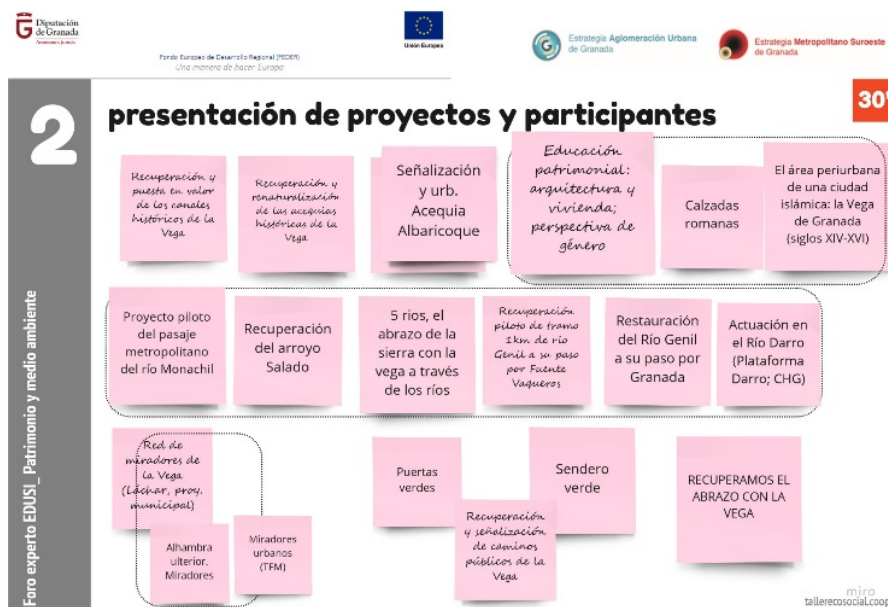 Diputación
de Granada
Avanzamos juntos
Fondo Europeo de Desarrollo Regional (FEDER)
Una manera de hacer Europa
Unión Europea
Estrategia Aglomeración Urbana
de Granada
Estrategia Metropolitano Suroeste
de Granada
2
presentación de proyectos y participantes
30'
Foro experto EDUSI_ Patrimonio y medio ambiente
Recuperación y
puesta en valor
de los canales
históricos de la
Vega
Recuperación y
renaturalización
de las acequias
históricas de la
Vega
Señalización
y urb.
Acequia
Albaricoque
Educación
patrimonial:
arquitectura y
vivienda;
perspectiva de
género
Calzadas
romanas
El área periurbana
de una ciudad
islámica: la Vega
de Granada
(siglos XIV-XVI)
Proyecto piloto
del pasaje
metropolitano
del río Monachil
Recuperación
del arroyo
Salado
5 rios, el
abrazo de la
sierra con la
vega a través
de los ríos
Recuperación
piloto de tramo
1km de río
Genil a su paso
por Fuente
Vaqueros
Restauración
del Río Genil
a su paso por
Granada
Actuación en
el Río Darro
(Plataforma
Darro; CHG)
Red de
miradores de
la Vega
(Láchar, proy.
municipal)
Alhambra
ulterior.
Miradores
Miradores
urbanos
(TFM)
Puertas
verdes
Sendero
verde
Recuperación
y señalización
de caminos
públicos de la
Vega
RECUPERAMOS EL
ABRAZO CON LA
VEGA
miro
tallerecosocial.coop